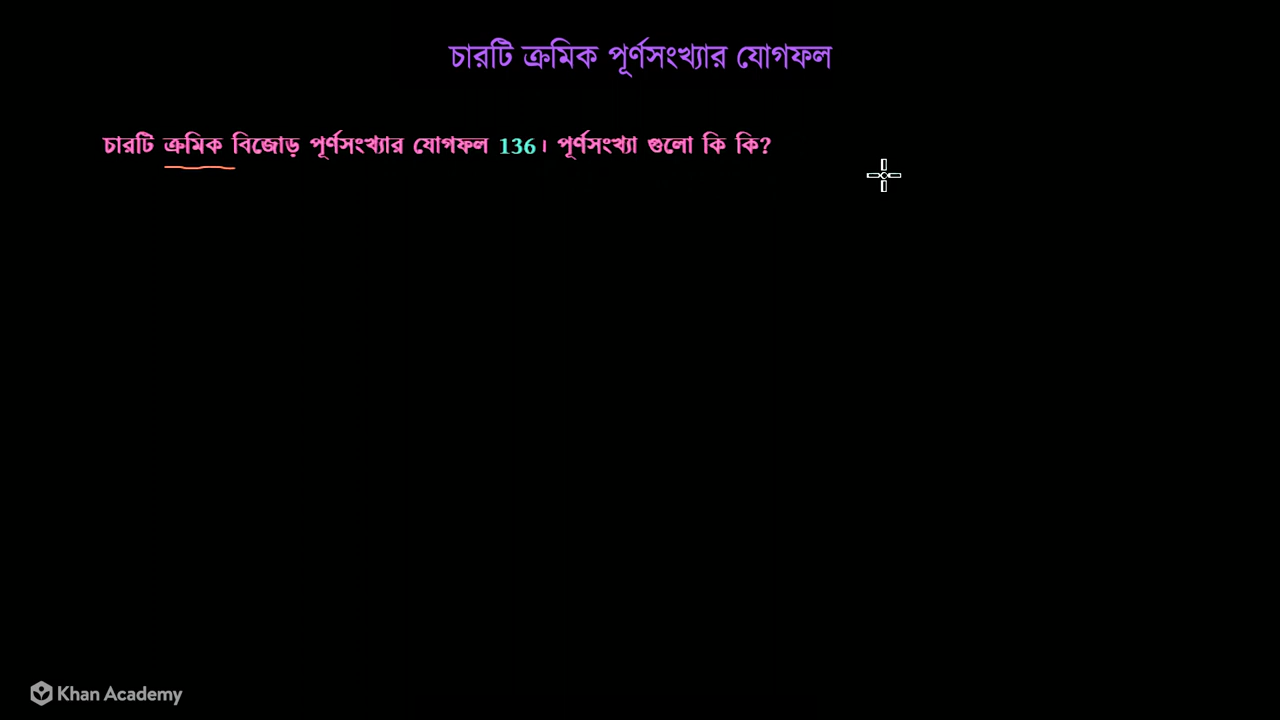 চারটি ক্রমিক পূর্ণসংখ্যার যোগফল
চারটি ক্রমিক বিজোড় পূর্ণসংখ্যার যোগফল 136। পূর্ণসংখ্যা গুলো কি কি?
Khan Academy